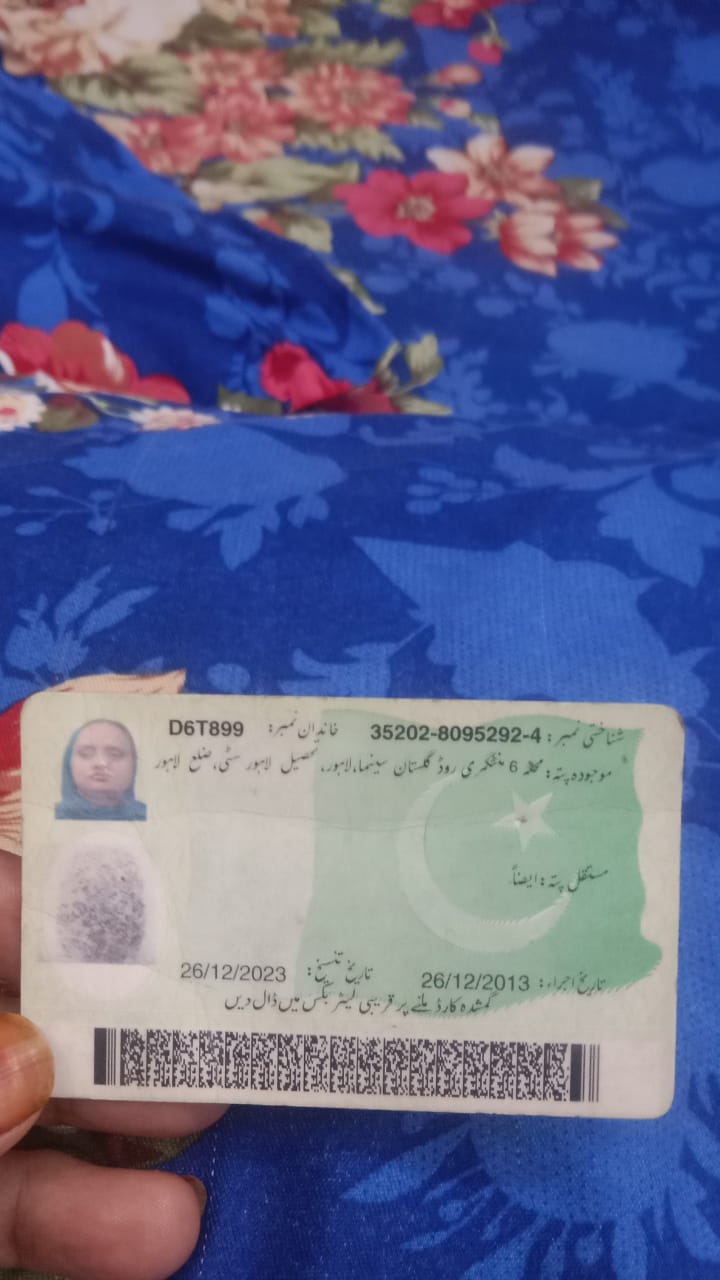 شناختی نمبر: 35202-8095292-4 خاندان نمبر: D6T899
موجودہ پتہ: محلہ 6 منٹگمری روڈ گلستان سینما، لاہور، تحصیل لاہور سٹی، ضلع لاہور
مستقل پتہ: ایضاً
تاریخ اجراء: 26/12/2013 تاریخ تنسیخ: 26/12/2023
گمشدہ کارڈ ملنے پر قریبی لیٹر بکس میں ڈال دیں